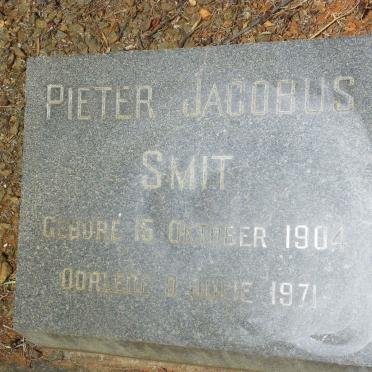 PIETER JACOBUS
SMIT
GEBORE 15 OKTOBER 1904
OORLEDE 9 JUNIE 1971